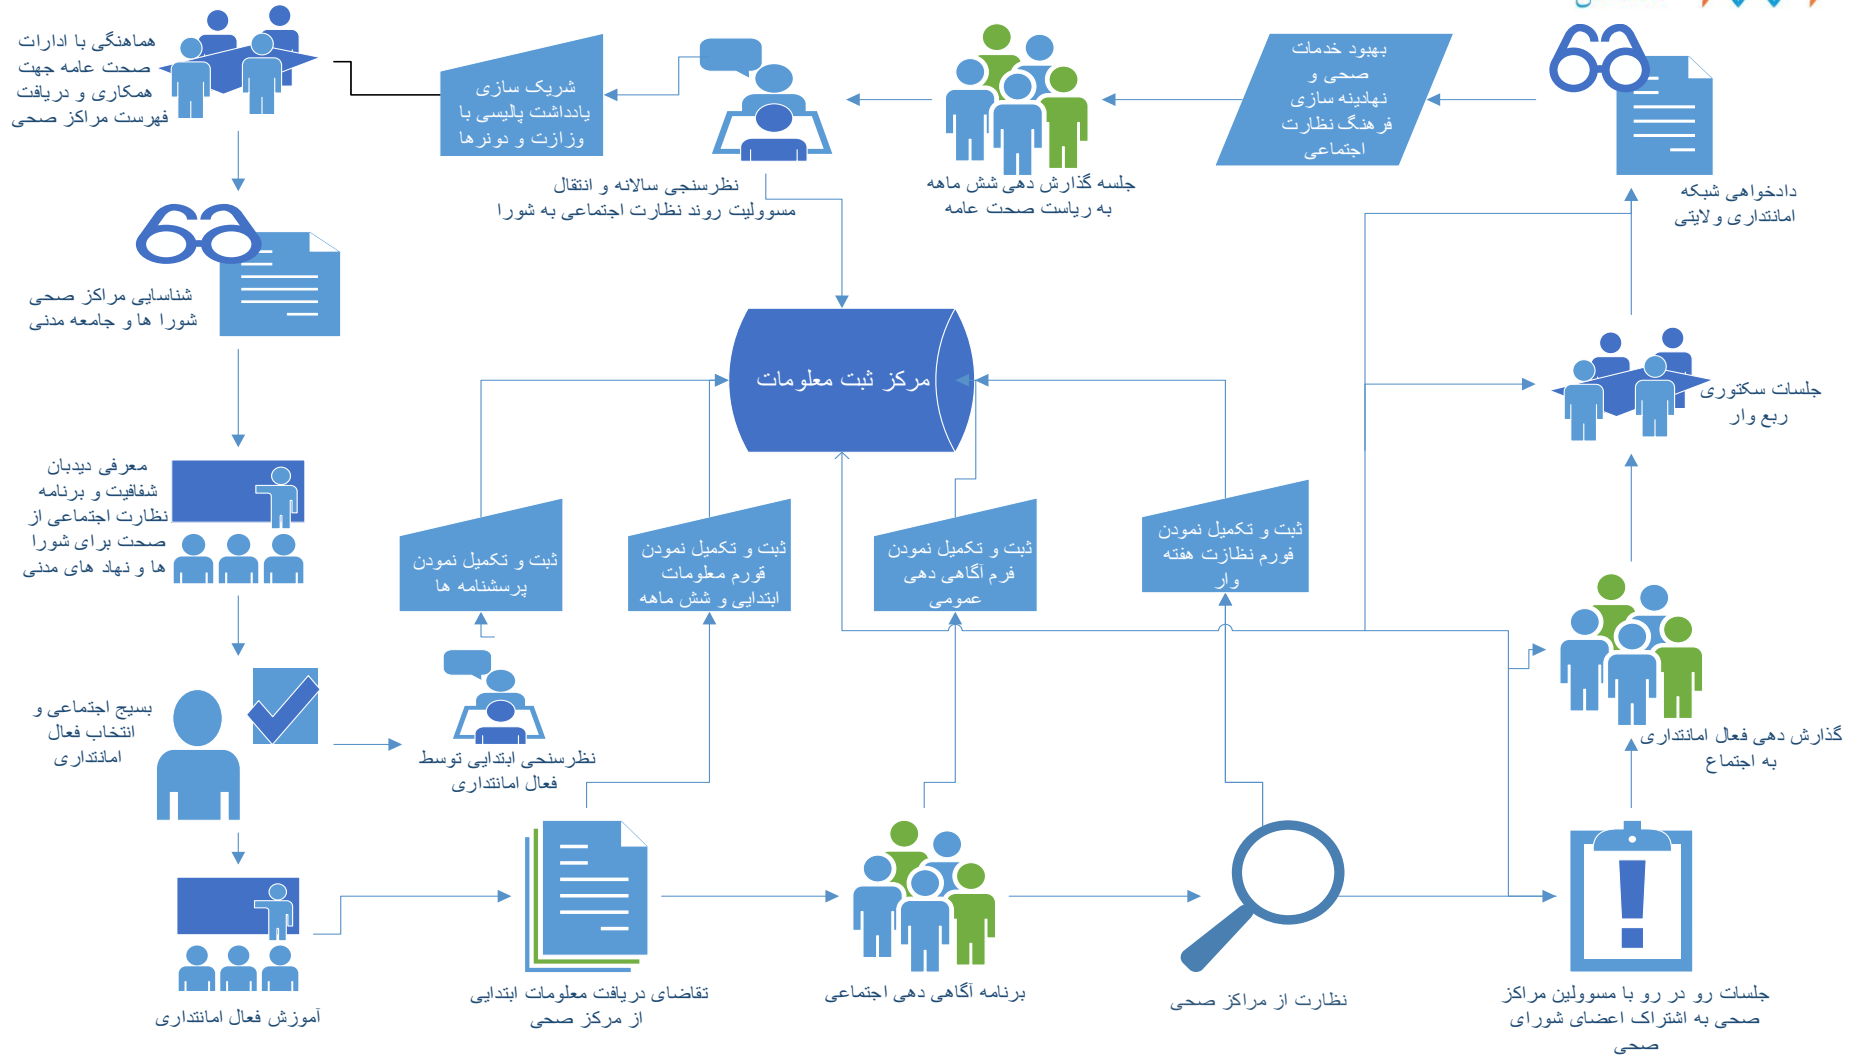 هماهنگی با ادارات
صحت عامه جهت
همکاری و دریافت
فهرست مراکز صحی
شریک سازی
یادداشت پالیسی با
وزازت و دونرها
نظرسنجی سالانه و انتقال
مسوولیت روند نظارت اجتماعی به شورا
جلسه گذارش دهی شش ماهه
به ریاست صحت عامه
بهبود خدمات
صحی و
نهادینه سازی
فرهنگ نظارت
اجتماعی
دادخواهی شبکه
امانتداری ولایتی
شناسایی مراکز صحی
شورا ها و جامعه مدنی
مرکز ثبت معلومات
جلسات سکتوری
ربع وار
معرفی دیدبان
شفافیت و برنامه
نظارت اجتماعی از
صحت برای شورا
ها و نهاد های مدنی
ثبت و تکمیل نمودن
پرسشنامه ها
ثبت و تکمیل نمودن
قورم معلومات
ابتدایی و شش ماهه
ثبت و تکمیل نمودن
فرم آگاهی دهی
عمومی
ثبت و تکمیل نمودن
فورم نظازت هفته
وار
بسیج اجتماعی و
انتخاب فعال
امانتداری
نظرسنحی ابتدایی توسط
فعال امانتداری
گذارش دهی فعال امانتداری
به اجتماع
آموزش فعال امانتداری
تقاضای دریافت معلومات ابتدایی
از مرکز صحی
برنامه آگاهی دهی اجتماعی
نظارت از مراکز صحی
جلسات رو در رو با مسوولین مراکز
صحی به اشتراک اعضای شورای
صحی